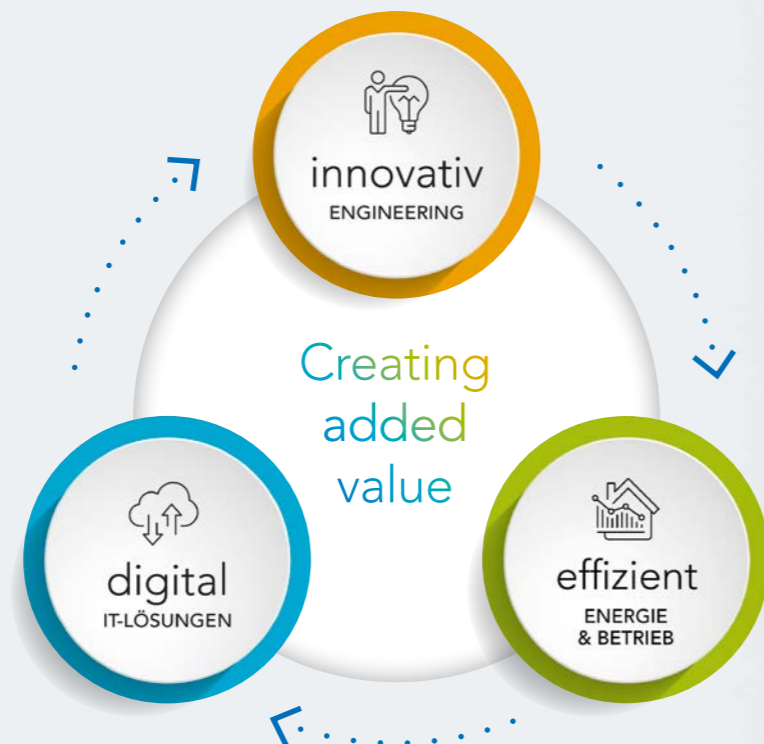 innovativ
ENGINEERING
Creating
added
value
digital
IT-LÖSUNGEN
effizient
ENERGIE
& BETRIEB